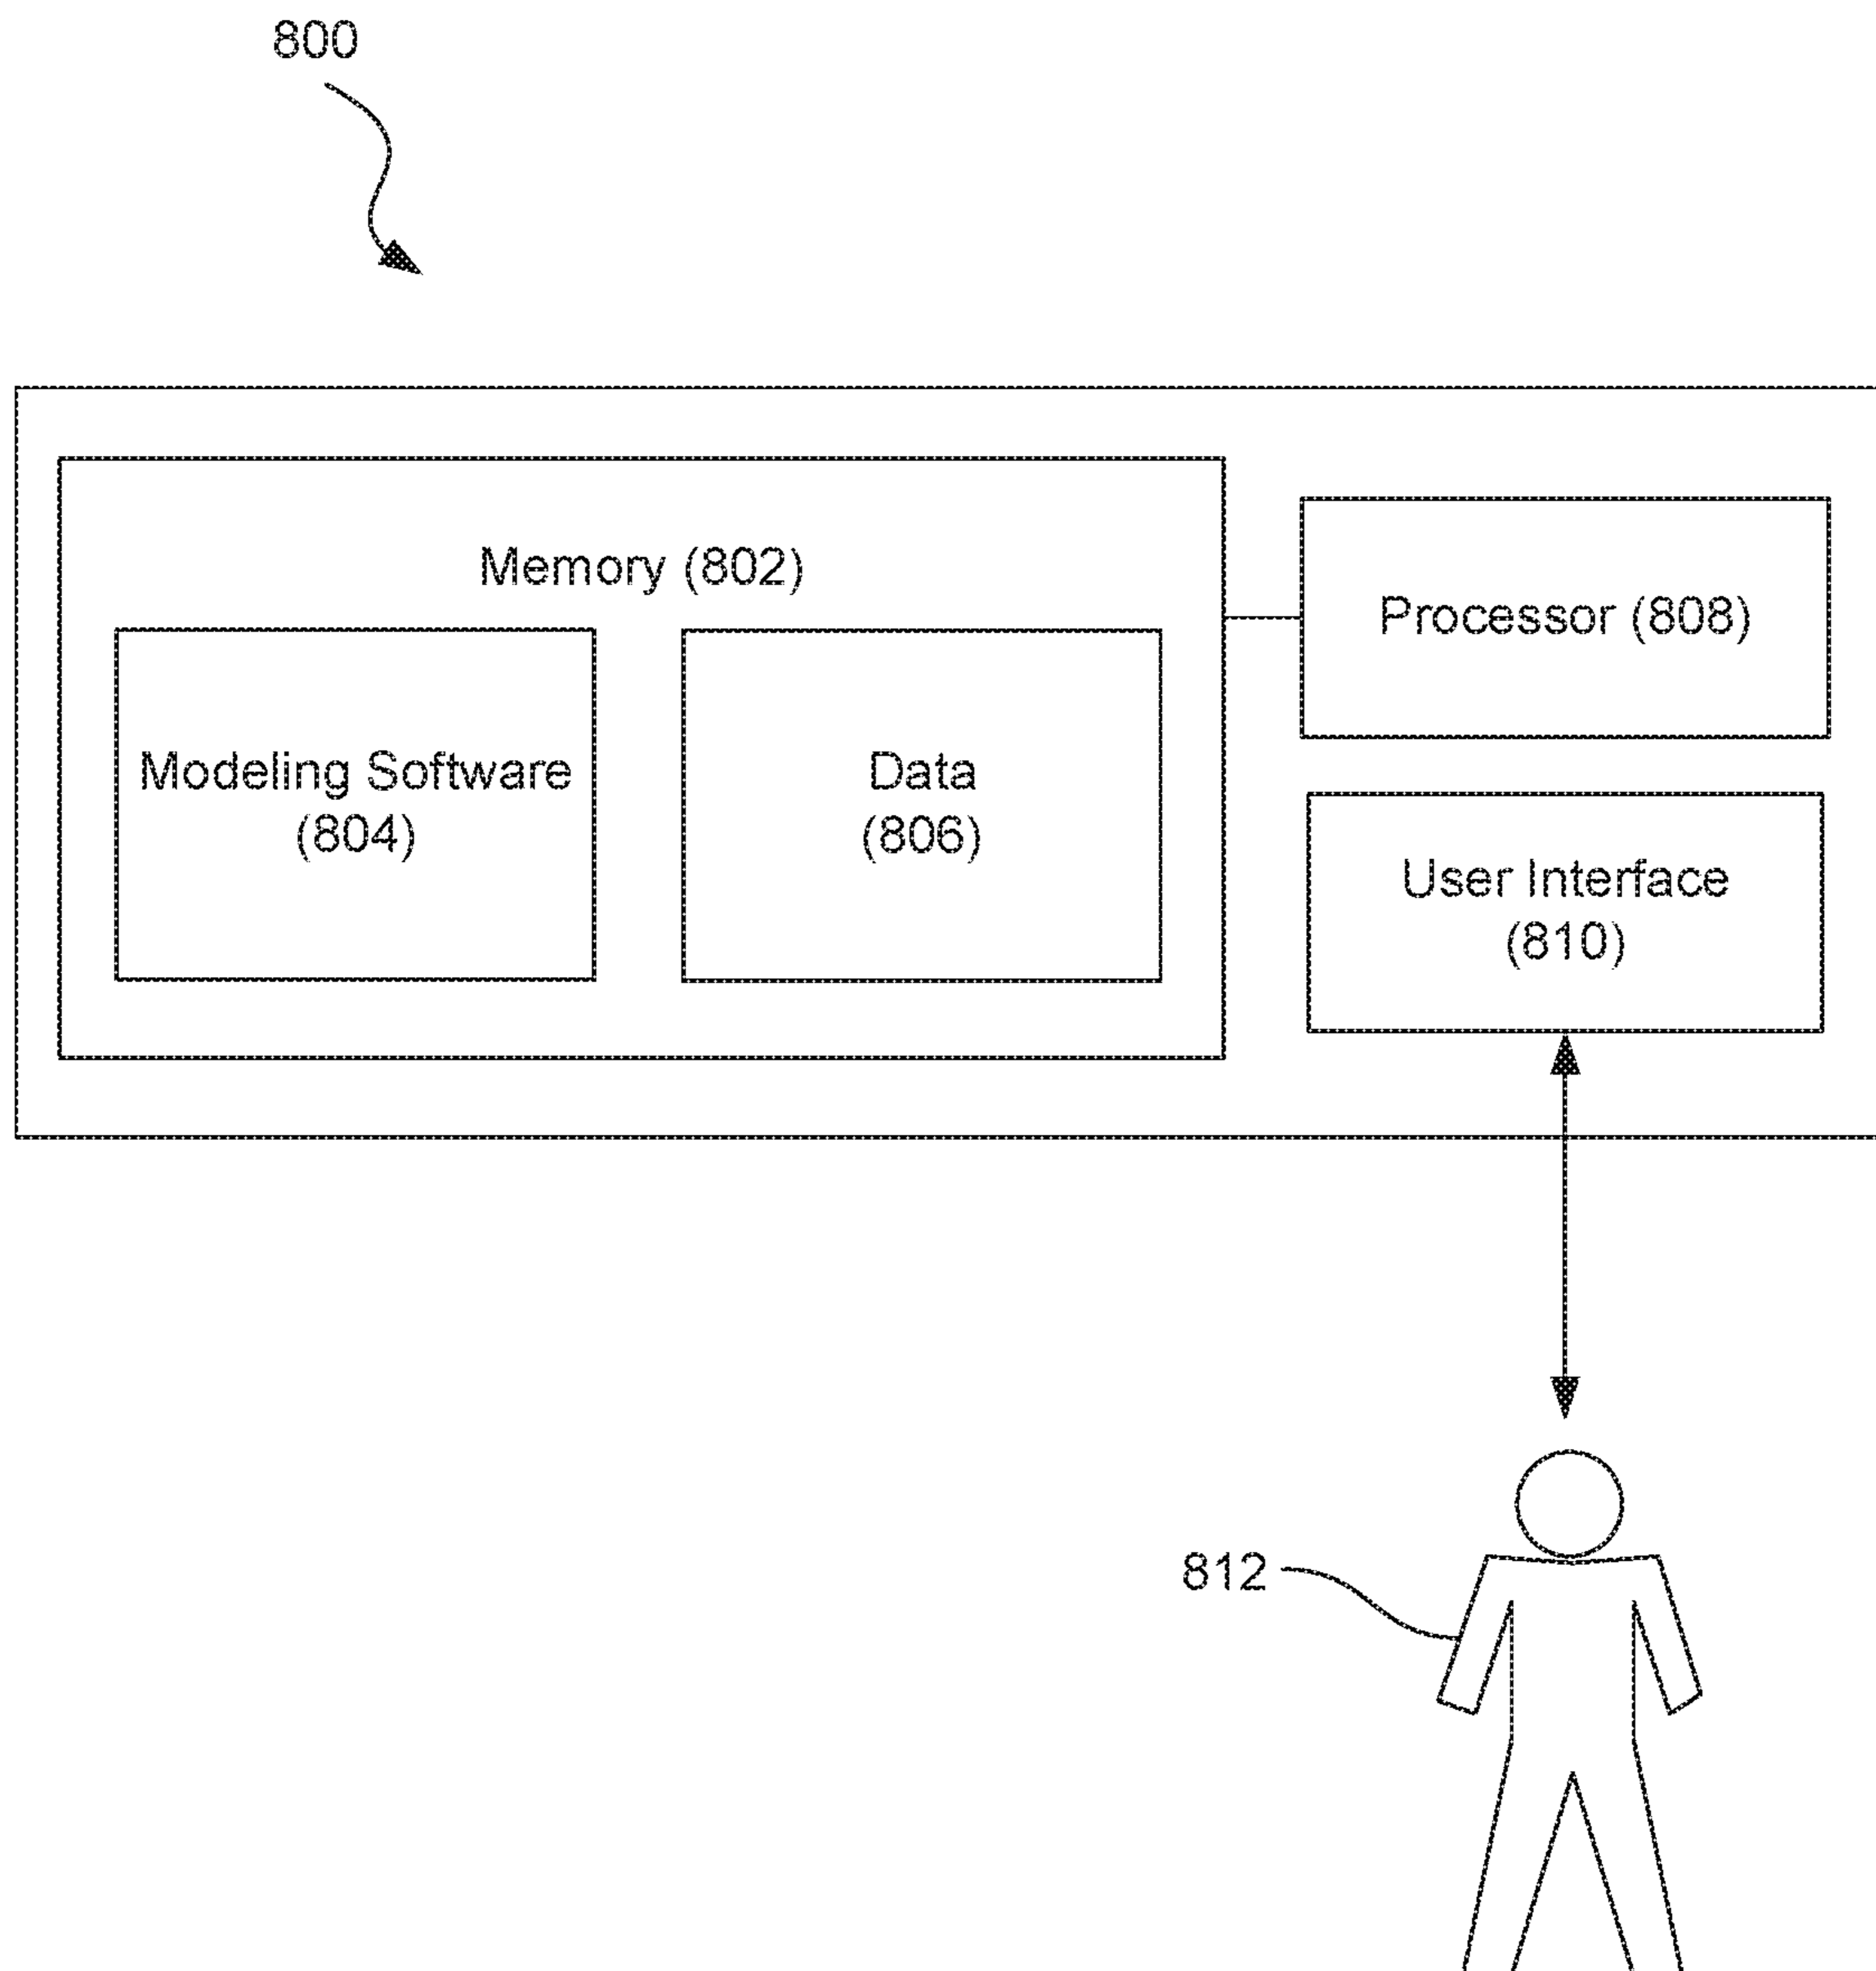 800
Memory (802)
Processor (808)
Modeling Software
(804)
Data
(806)
User Interface
(810)
812